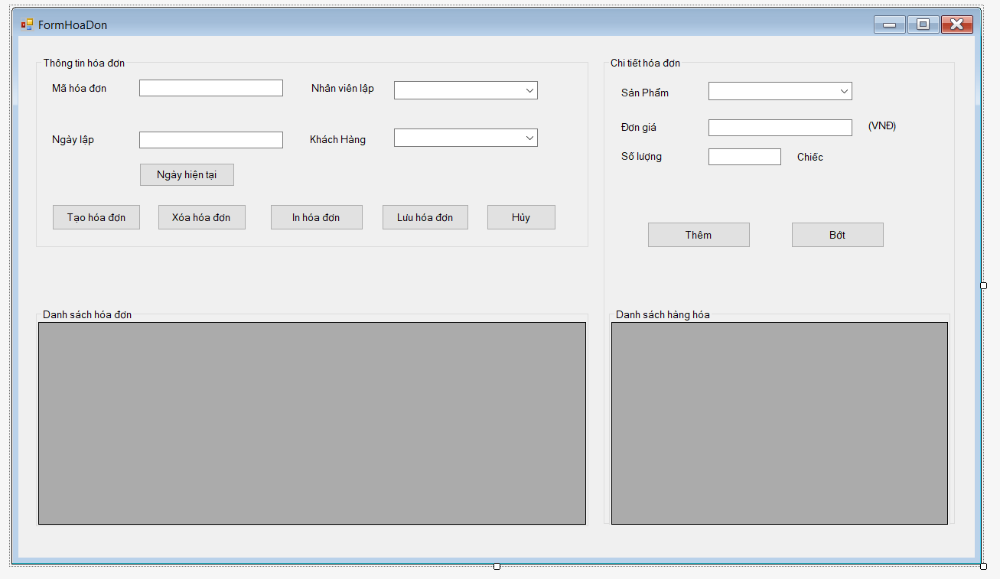 FormHoaDon
Thông tin hóa đơn
Mã hóa đơn
Nhân viên lập
Ngày lập
Khách Hàng
Ngày hiện tại
Tạo hóa đơn
Xóa hóa đơn
In hóa đơn
Lưu hóa đơn
Hủy
Chi tiết hóa đơn
Sản Phẩm
Đơn giá
(VNĐ)
Số lượng
Chiếc
Thêm
Bớt
Danh sách hóa đơn
Danh sách hàng hóa